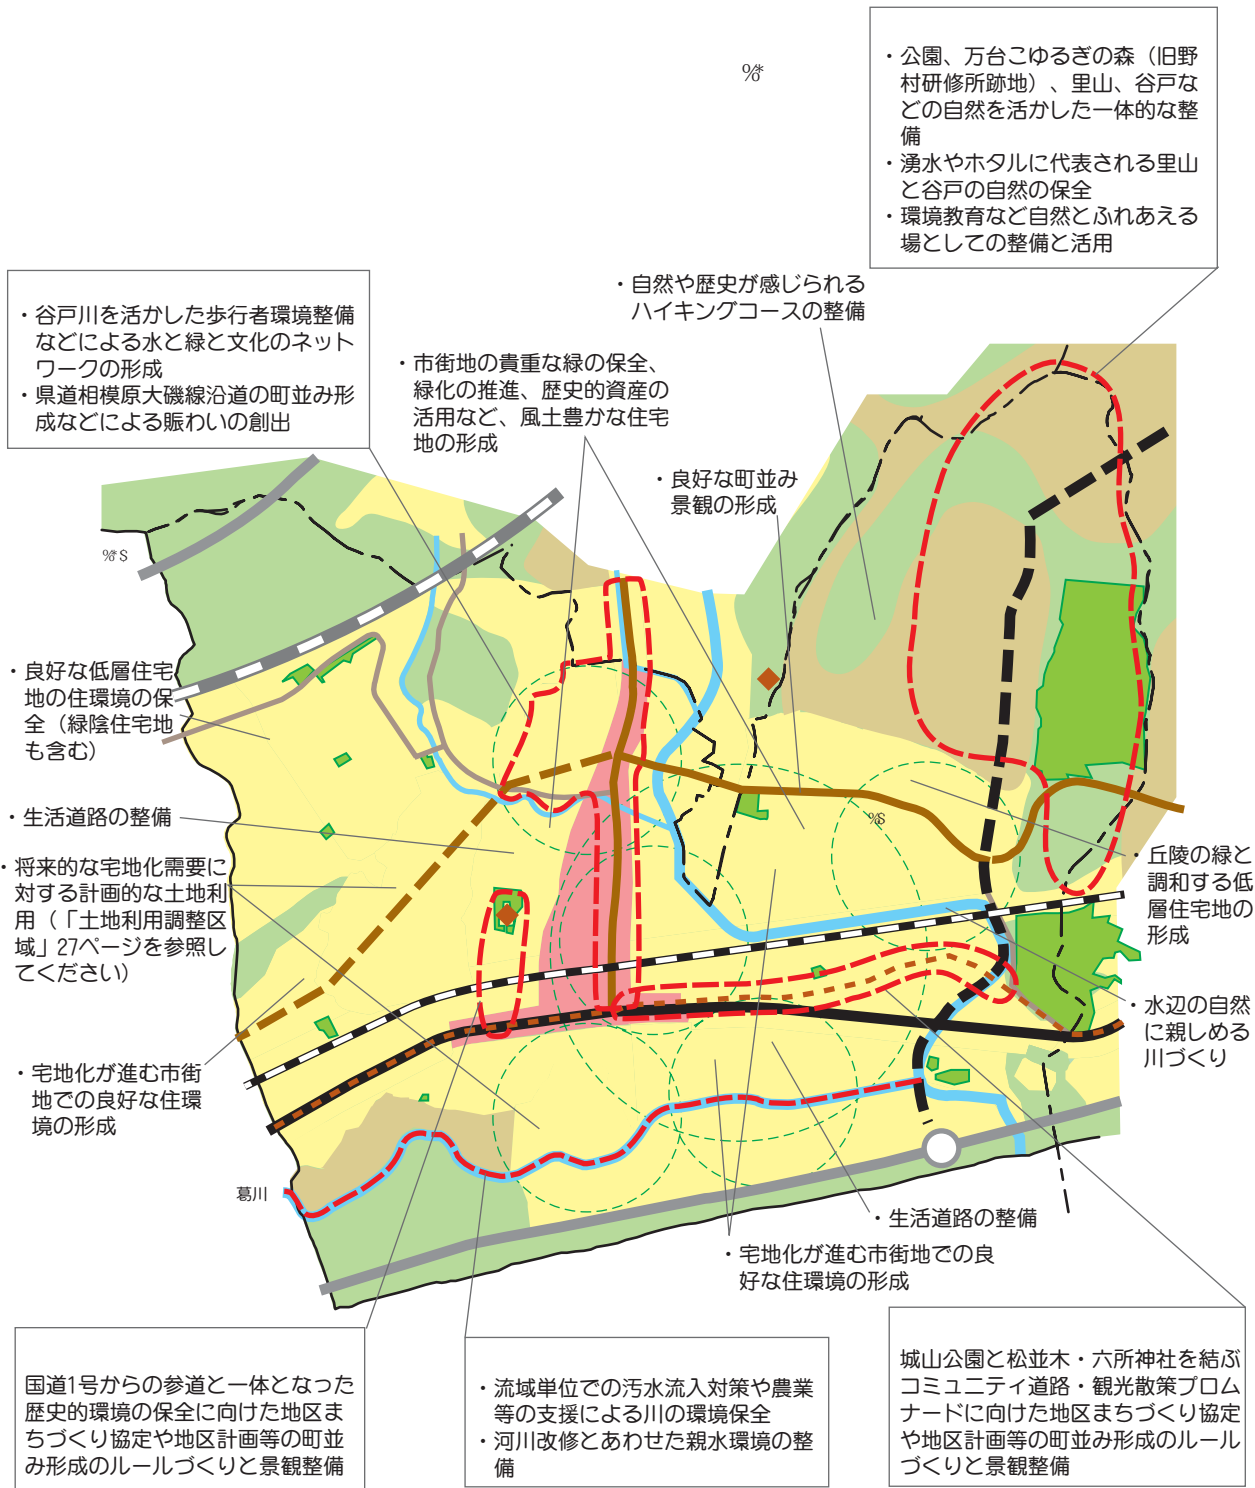 ・公園、万台こゆるぎの森（旧野
村研修所跡地）、里山、谷戸な
どの自然を活かした一体的な整
備
・湧水やホタルに代表される里山
と谷戸の自然の保全
・環境教育など自然とふれあえる
場としての整備と活用
・自然や歴史が感じられる
ハイキングコースの整備
・谷戸川を活かした歩行者環境整備
などによる水と緑と文化のネット
ワークの形成
・県道相模原大磯線沿道の町並み形
成などによる賑わいの創出
・市街地の貴重な緑の保全、
緑化の推進、歴史的資産の
活用など、風土豊かな住宅
地の形成
・良好な町並み
景観の形成
・良好な低層住宅
地の住環境の保
全（緑陰住宅地
も含む）
・生活道路の整備
・将来的な宅地化需要に
対する計画的な土地利
用（「土地利用調整区
域」27ページを参照し
てください）
・宅地化が進む市街
地での良好な住環
境の形成
・丘陵の緑と
調和する低
層住宅地の
形成
・水辺の自然
に親しめる
川づくり
葛川
・生活道路の整備
・宅地化が進む市街地での良
好な住環境の形成
国道1号からの参道と一体となった
歴史的環境の保全に向けた地区ま
ちづくり協定や地区計画等の町並
み形成のルールづくりと景観整備
・流域単位での汚水流入対策や農業
等の支援による川の環境保全
・河川改修とあわせた親水環境の整
備
城山公園と松並木・六所神社を結ぶ
コミュニティ道路・観光散策プロム
ナードに向けた地区まちづくり協定
や地区計画等の町並み形成のルール
づくりと景観整備